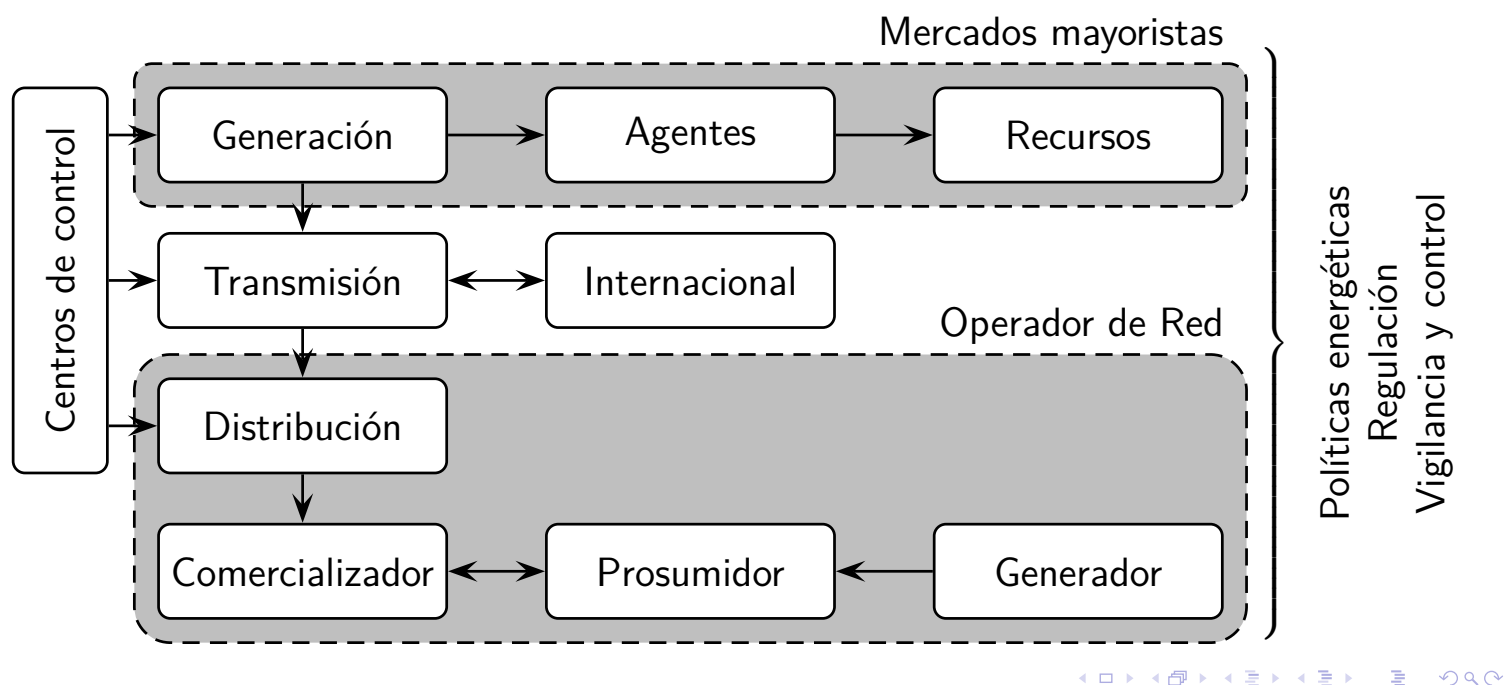 Mercados mayoristas
Centros de control
Generación
Agentes
Recursos
Transmisión
Internacional
Operador de Red
Distribución
Comercializador
Prosumidor
Generador
Políticas energéticas
Regulación
Vigilancia y control